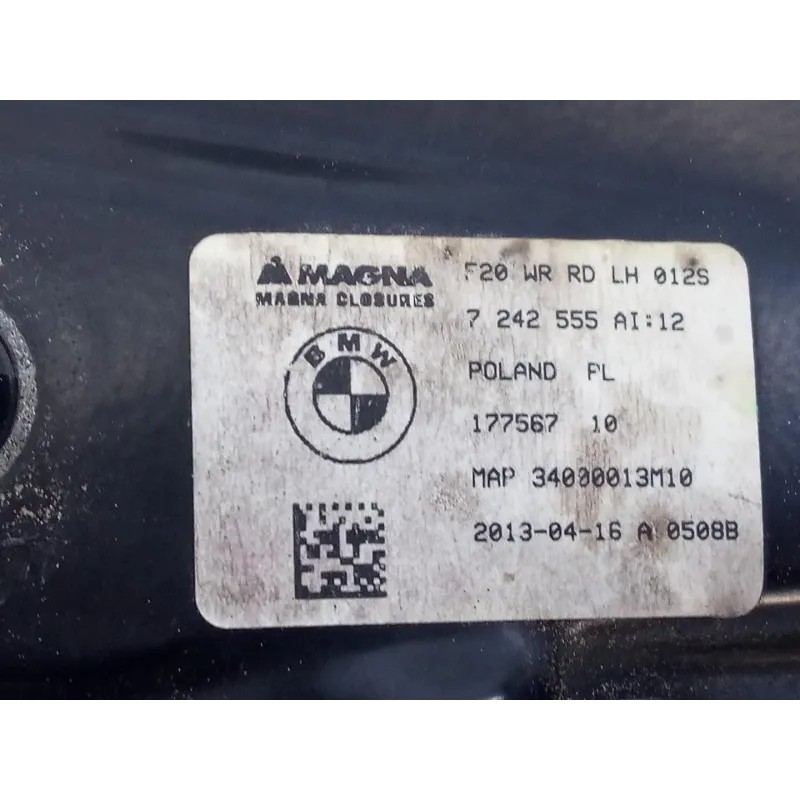 MAGNA
MAGNA CLOSURES
BMW
F20 WR RD LH 012S
7 242 555 AI:12
POLAND PL
177567 10
MAP 34000013M10
2013-04-16 A 0508B